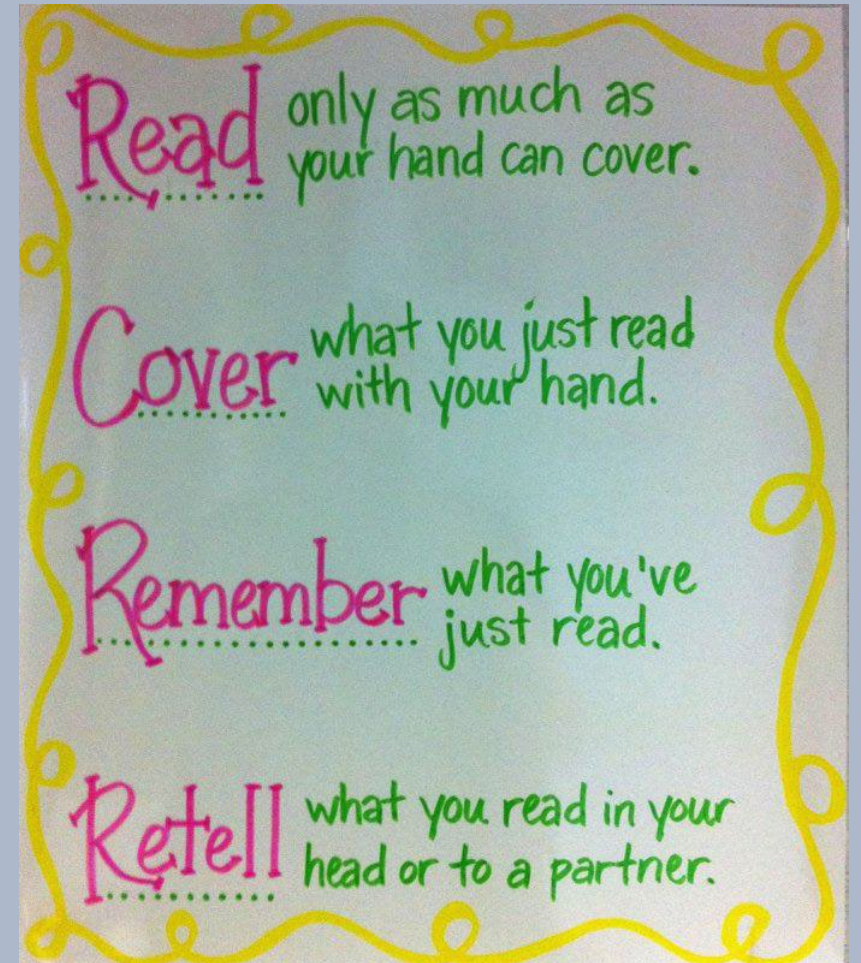 Read only as much as
your hand can cover.
Cover what you just read
with your hand.
Remember what you've
just read.
Retell what you read in your
head or to a partner.